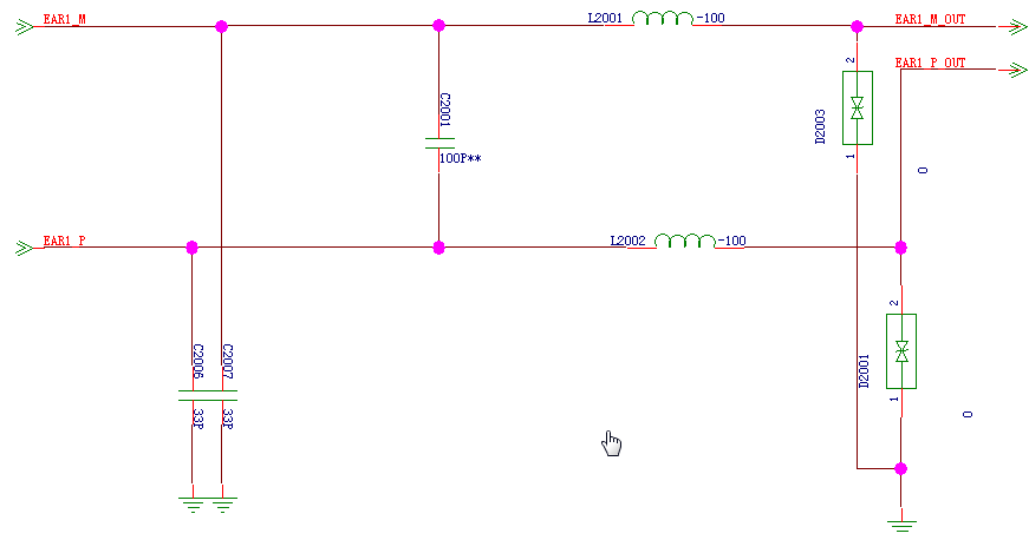 EAR1_M
L2001
-100
EAR1_M_OUT
EAR1_P_OUT
2
C2001
D2003
100P**
1
0
EAR1_P
L2002
-100
2
C2006
C2007
D2001
1
33P
33P
0